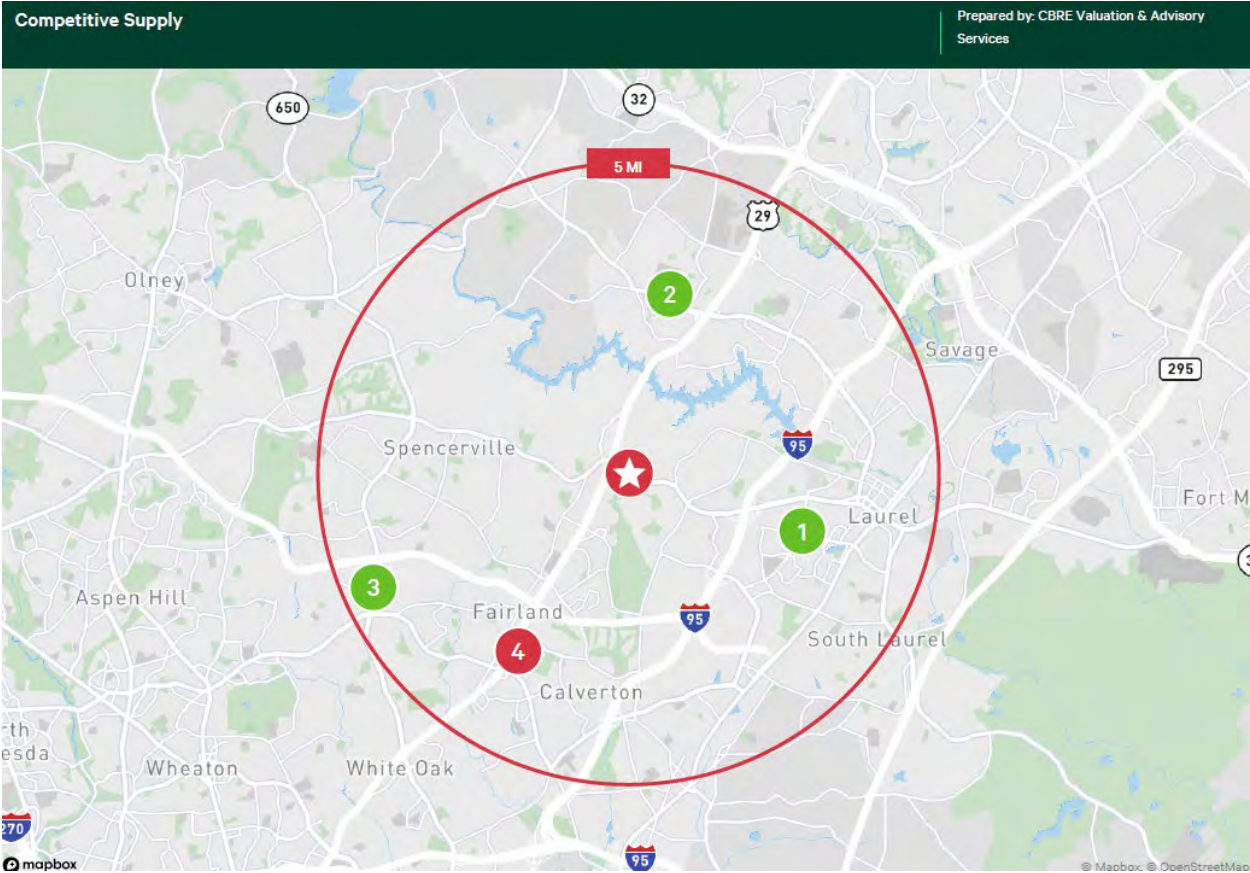 Competitive Supply
Prepared by: CBRE Valuation & Advisory
Services
650
32
5 MI
29
Olney
2
Savage
295
Spencerville
95
Fort M
Laurel
1
3
Aspen Hill
Fairland
95
South Laurel
4
Calverton
rth
esda
Wheaton
White Oak
270
95
mapbox
© Mapbox, © OpenStreetMap